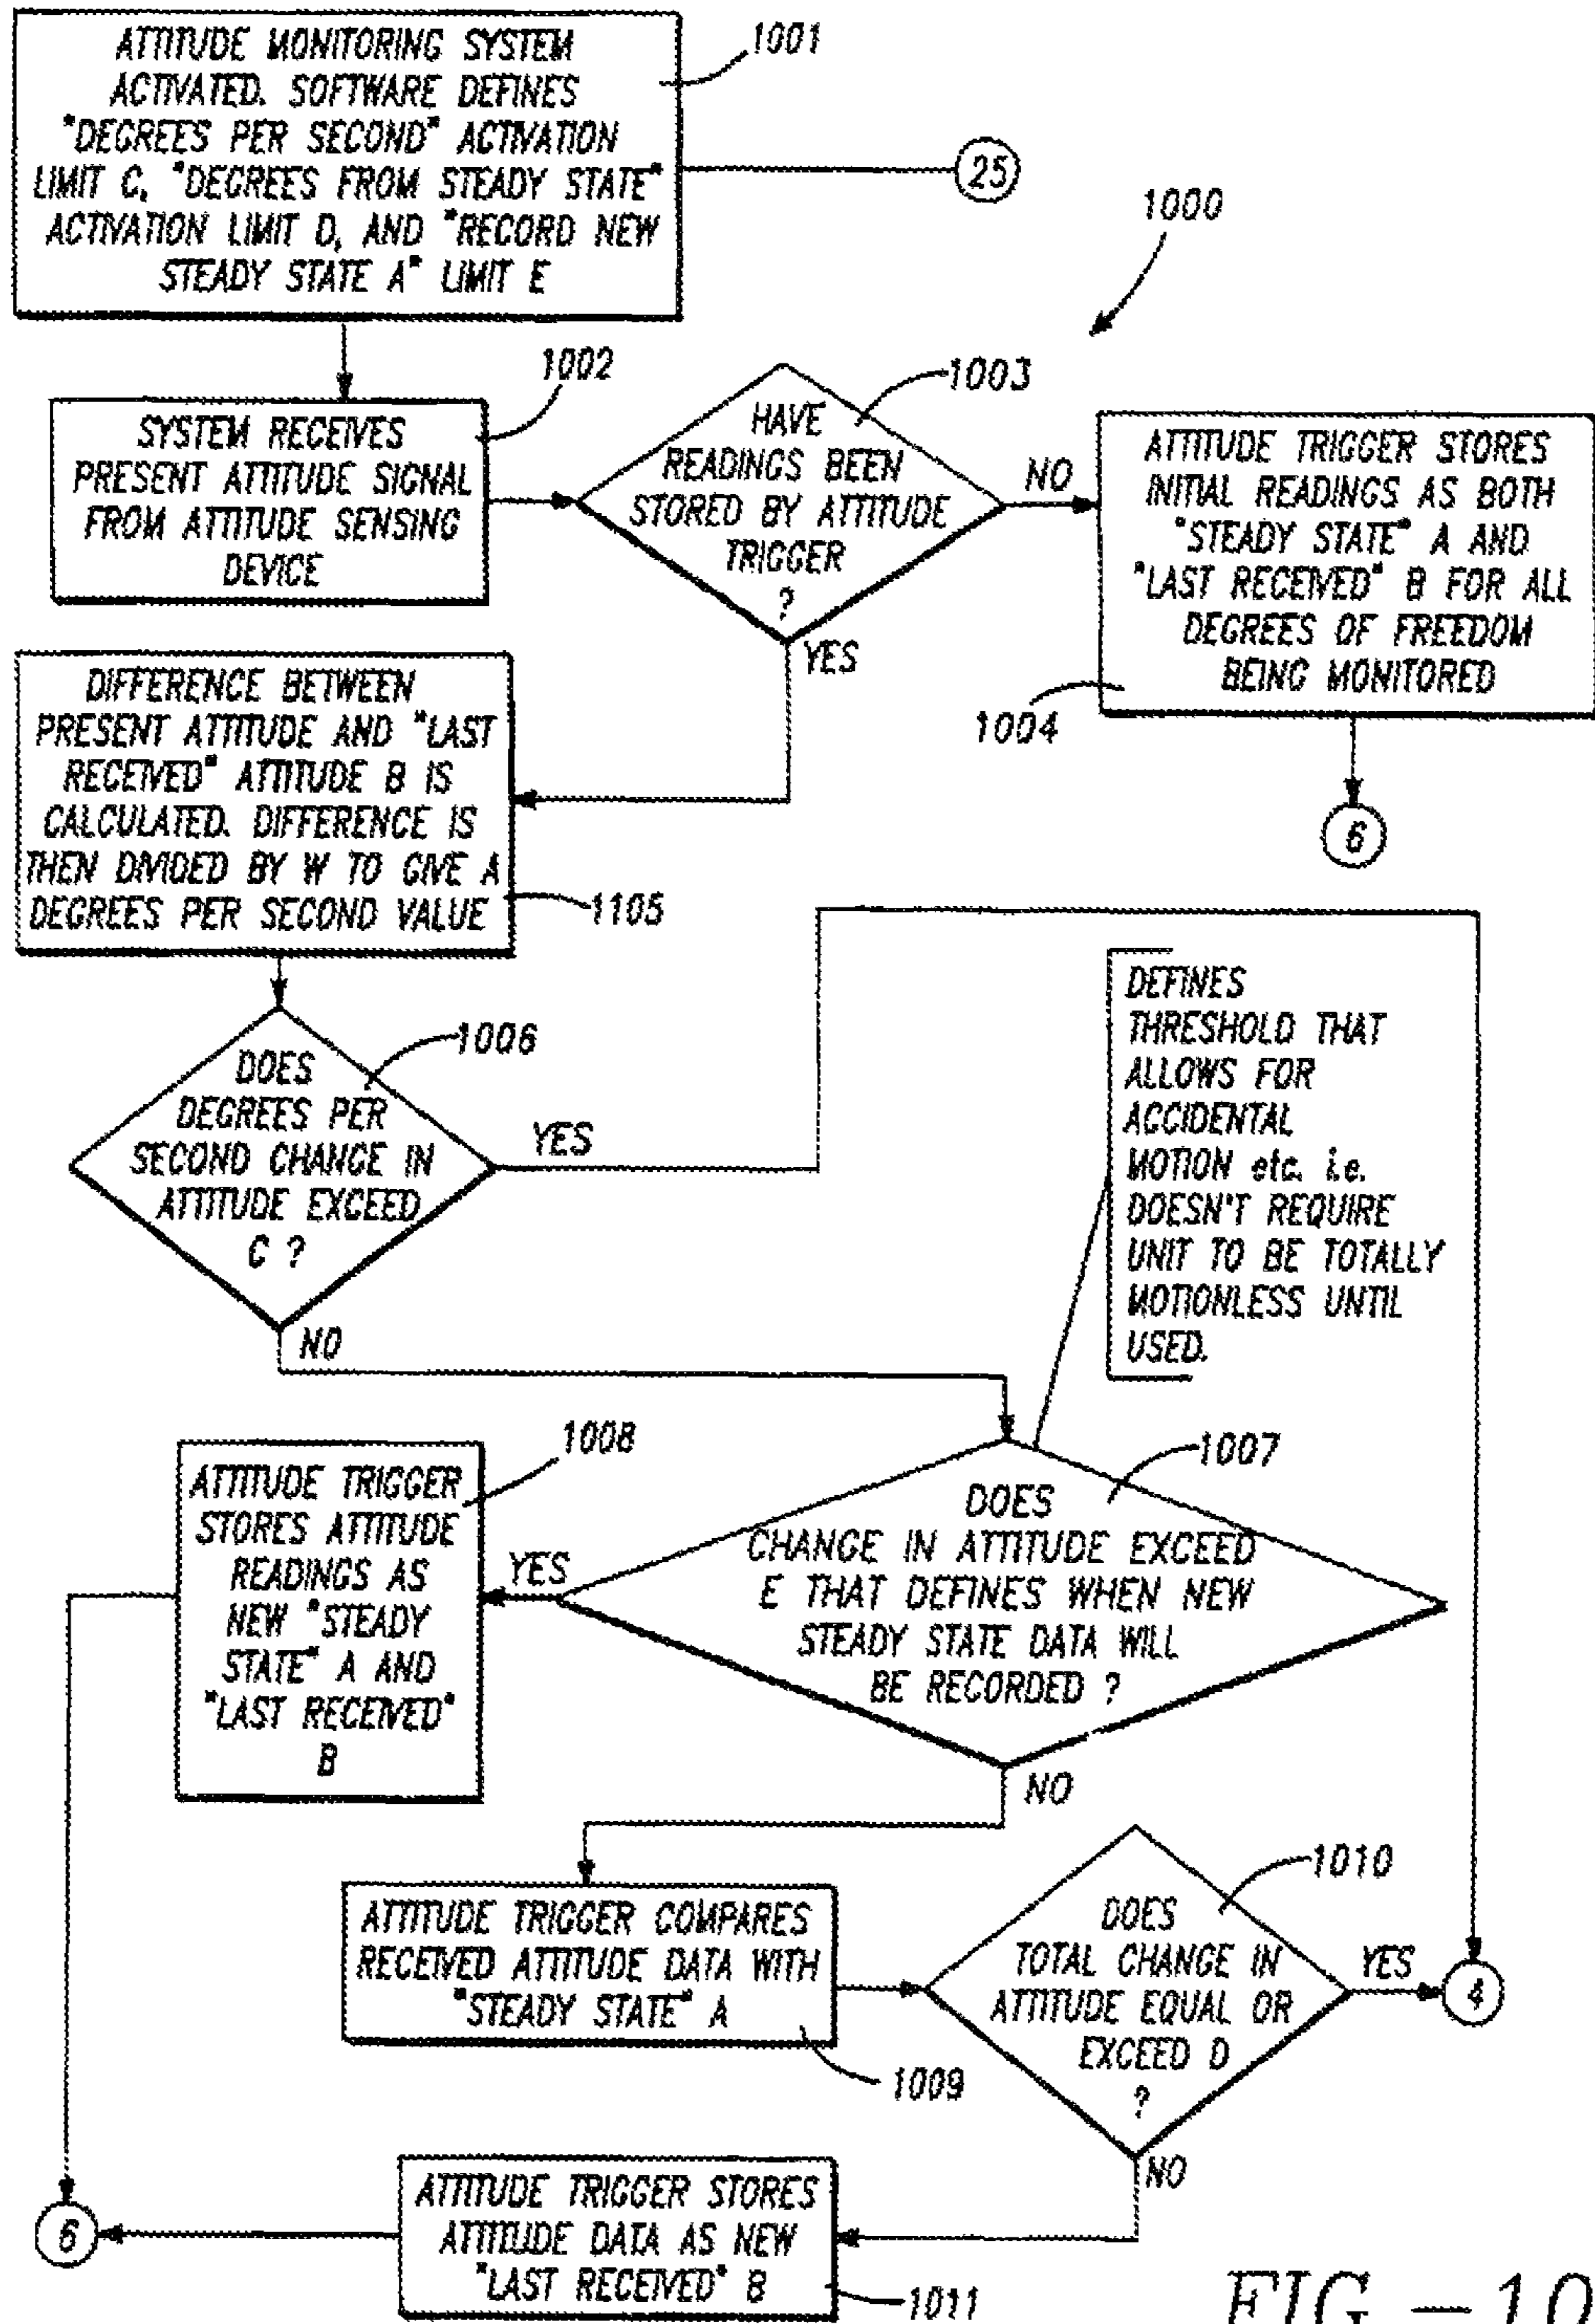 ATTITUDE MONITORING SYSTEM
ACTIVATED. SOFTWARE DEFINES
"DEGREES PER SECOND" ACTIVATION
LIMIT C, "DEGREES FROM STEADY STATE"
ACTIVATION LIMIT D, AND "RECORD NEW
STEADY STATE A" LIMIT E
1001
25
1000
SYSTEM RECEIVES
PRESENT ATTITUDE SIGNAL
FROM ATTITUDE SENSING
DEVICE
1002
HAVE
READINGS BEEN
STORED BY ATTITUDE
TRIGGER
?
1003
NO
YES
ATTITUDE TRIGGER STORES
INITIAL READINGS AS BOTH
"STEADY STATE" A AND
"LAST RECEIVED" B FOR ALL
DEGREES OF FREEDOM
BEING MONITORED
1004
6
DIFFERENCE BETWEEN
PRESENT ATTITUDE AND "LAST
RECEIVED" ATTITUDE B IS
CALCULATED. DIFFERENCE IS
THEN DIVIDED BY W TO GIVE A
DEGREES PER SECOND VALUE
1105
DOES
DEGREES PER
SECOND CHANGE IN
ATTITUDE EXCEED
C ?
1006
YES
NO
DEFINES
THRESHOLD THAT
ALLOWS FOR
ACCIDENTAL
MOTION etc. i.e.
DOESN'T REQUIRE
UNIT TO BE TOTALLY
MOTIONLESS UNTIL
USED.
DOES
CHANGE IN ATTITUDE EXCEED
E THAT DEFINES WHEN NEW
STEADY STATE DATA WILL
BE RECORDED ?
1007
YES
NO
ATTITUDE TRIGGER
STORES ATTITUDE
READINGS AS
NEW "STEADY
STATE" A AND
"LAST RECEIVED"
B
1008
ATTITUDE TRIGGER COMPARES
RECEIVED ATTITUDE DATA WITH
"STEADY STATE" A
1009
DOES
TOTAL CHANGE IN
ATTITUDE EQUAL OR
EXCEED D
?
1010
YES
4
NO
ATTITUDE TRIGGER STORES
ATTITUDE DATA AS NEW
"LAST RECEIVED" B
1011
6
FIG - 10